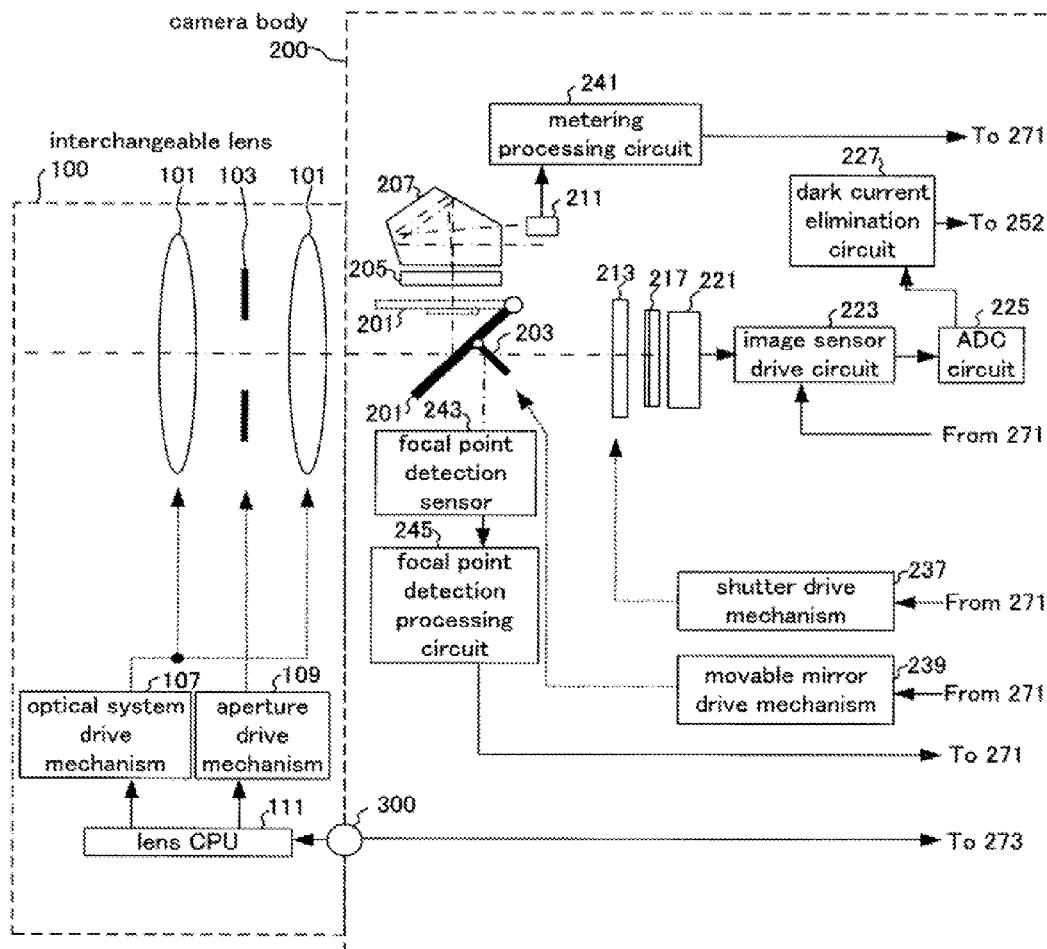 camera body
200
241
metering
processing circuit
To 271
interchangeable lens
100
101
103
101
207
211
227
dark current
elimination
circuit
To 252
205
201
203
213
217
221
223
image sensor
drive circuit
225
ADC
circuit
201
243
focal point
detection
sensor
From 271
245
focal point
detection
processing
circuit
237
shutter drive
mechanism
From 271
239
movable mirror
drive mechanism
From 271
107
optical system
drive
mechanism
109
aperture
drive
mechanism
To 271
111
lens CPU
300
To 273